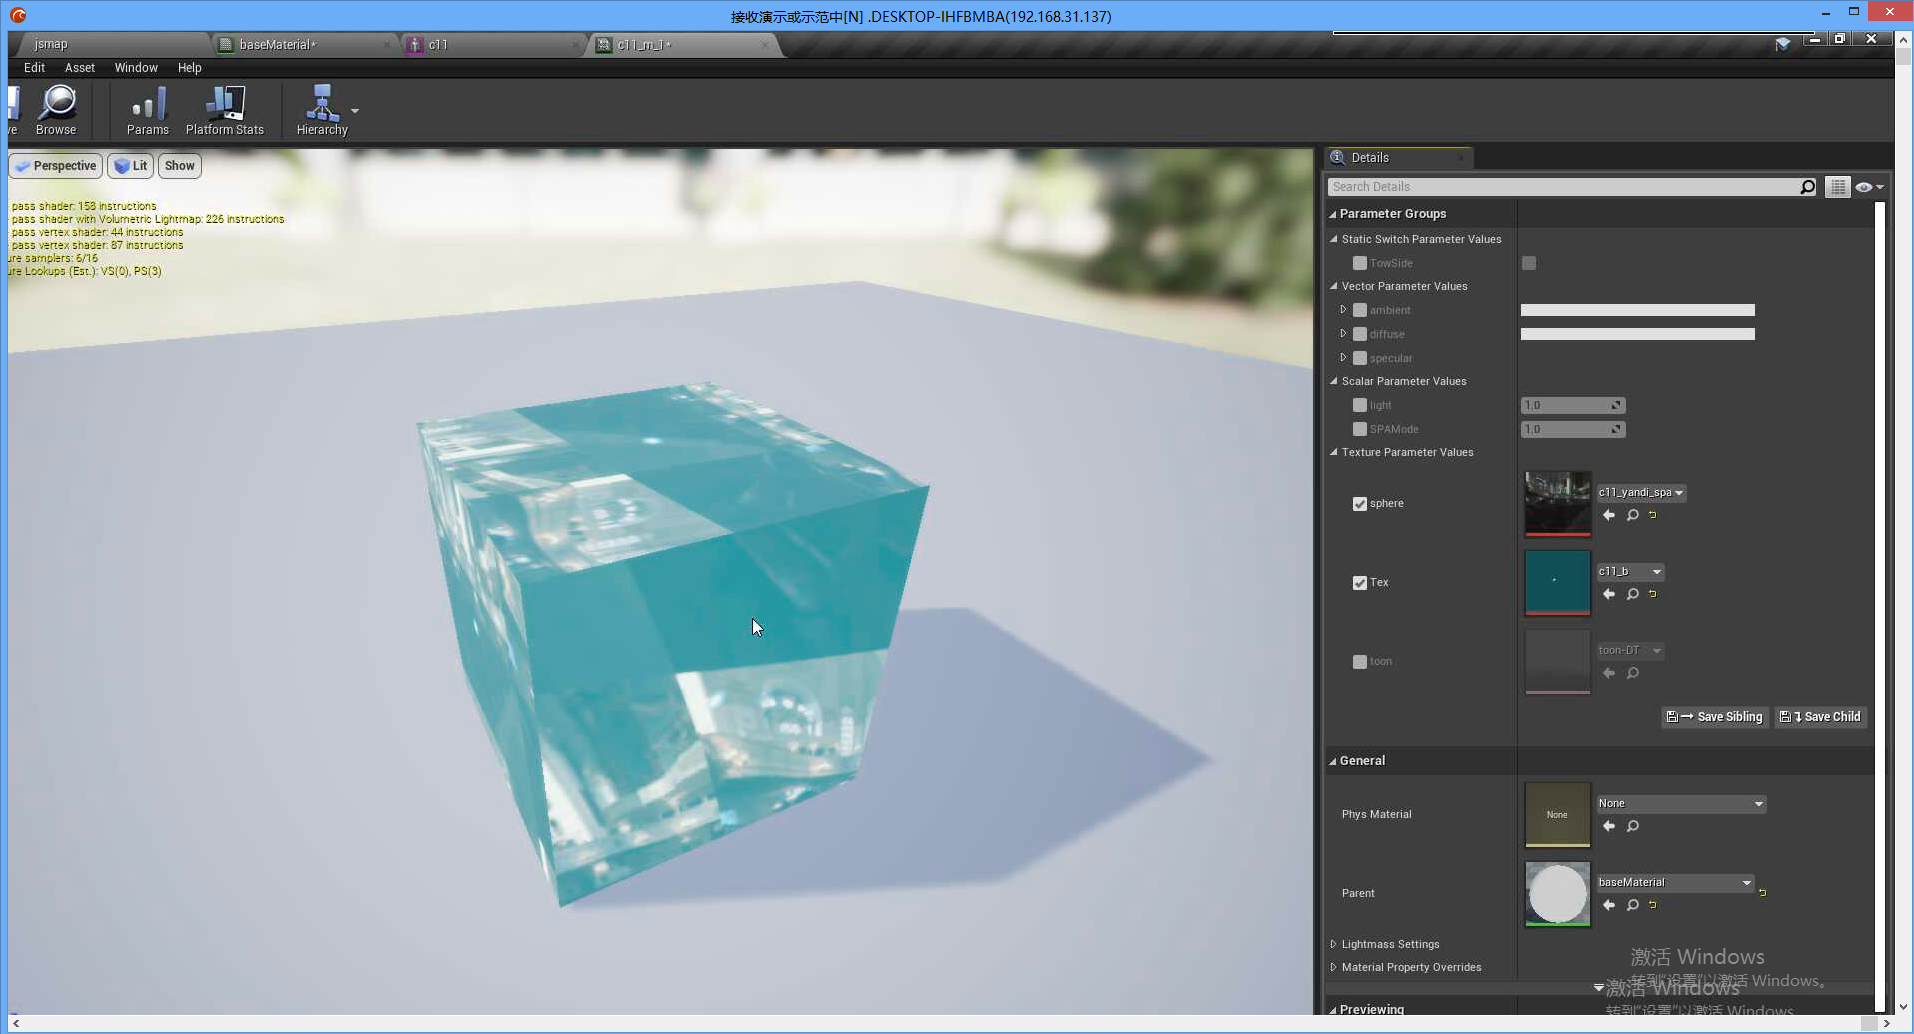 接收演示或示范中[N] .DESKTOP-IHFBMBA(192.168.31.137)
jsmap
baseMaterial*
c11
c11_m_1*
Edit Asset Window Help
ve
Browse
Params
Platform Stats
Hierarchy
Perspective
Lit
Show
pass shader: 158 instructions
pass shader with Volumetric Lightmap: 226 instructions
pass vertex shader: 44 instructions
pass vertex shader: 87 instructions
ure samplers: 6/16
ure Lookups (Est.): VS(0), PS(3)
Details
Search Details
Parameter Groups
Static Switch Parameter Values
TowSide
Vector Parameter Values
ambient
diffuse
specular
Scalar Parameter Values
light 1.0
SPAMode 1.0
Texture Parameter Values
sphere c11_yandi_spa
Tex c11_b
toon toon-DT
Save Sibling Save Child
General
Phys Material None None
Parent baseMaterial
Lightmass Settings
Material Property Overrides
激活 Windows
转到“设置”以激活 Windows。
激活 Windows
转到“设置”以激活 Windows
Previewing